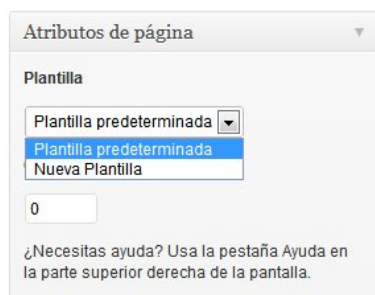 Atributos de página
Plantilla
Plantilla predeterminada
Plantilla predeterminada
Nueva Plantilla
0
¿Necesitas ayuda? Usa la pestaña Ayuda en
la parte superior derecha de la pantalla.